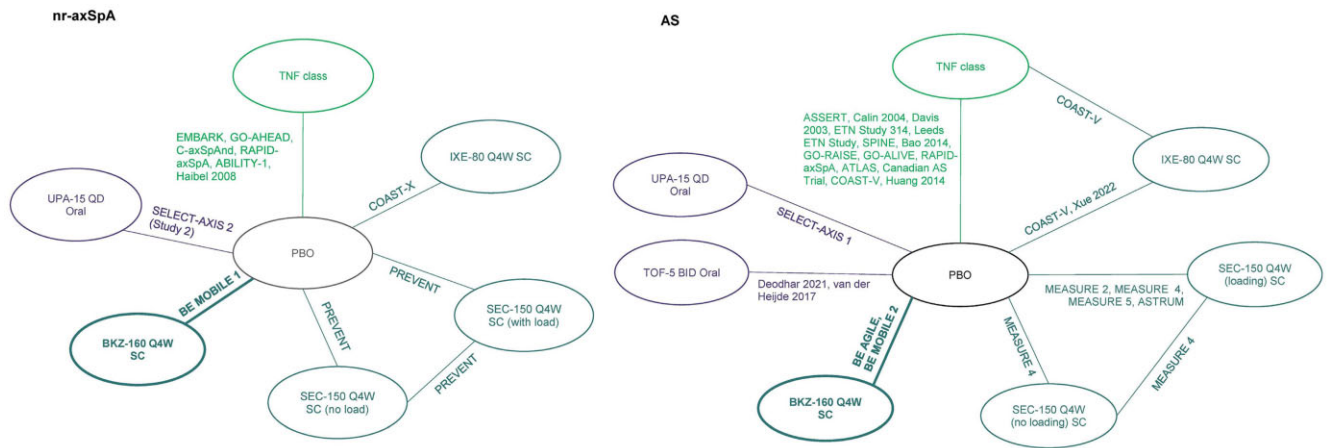 nr-axSpA
TNF class
EMBARK, GO-AHEAD,
C-axSpAnd, RAPID-
axSpA, ABILITY-1,
Haibel 2008
IXE-80 Q4W SC
COAST-X
UPA-15 QD
Oral
SELECT-AXIS 2
(Study 2)
PBO
BE MOBILE 1
PREVENT
SEC-150 Q4W
SC (with load)
PREVENT
PREVENT
BKZ-160 Q4W
SC
SEC-150 Q4W
SC (no load)
AS
TNF class
COAST-V
ASSERT, Calin 2004, Davis
2003, ETN Study 314, Leeds
ETN Study, SPINE, Bao 2014,
GO-RAISE, GO-ALIVE, RAPID-
axSpA, ATLAS, Canadian AS
Trial, COAST-V, Huang 2014
IXE-80 Q4W SC
UPA-15 QD
Oral
SELECT-AXIS 1
COAST-V, Xue 2022
TOF-5 BID Oral
Deodhar 2021, van der
Heijde 2017
PBO
MEASURE 2, MEASURE 4,
MEASURE 5, ASTRUM
SEC-150 Q4W
(loading) SC
BE AGILE,
BE MOBILE 2
MEASURE 4
MEASURE 4
BKZ-160 Q4W
SC
SEC-150 Q4W
(no loading) SC